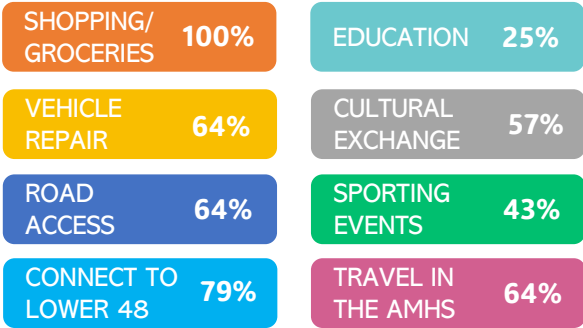 SHOPPING/
GROCERIES 100%
EDUCATION 25%
VEHICLE
REPAIR 64%
CULTURAL
EXCHANGE 57%
ROAD
ACCESS 64%
SPORTING
EVENTS 43%
CONNECT TO
LOWER 48 79%
TRAVEL IN
THE AMHS 64%